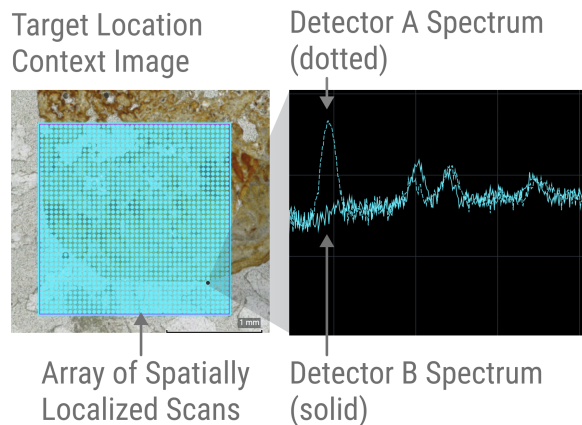 Target Location
Context Image
Detector A Spectrum
(dotted)
1 mm
Array of Spatially
Localized Scans
Detector B Spectrum
(solid)